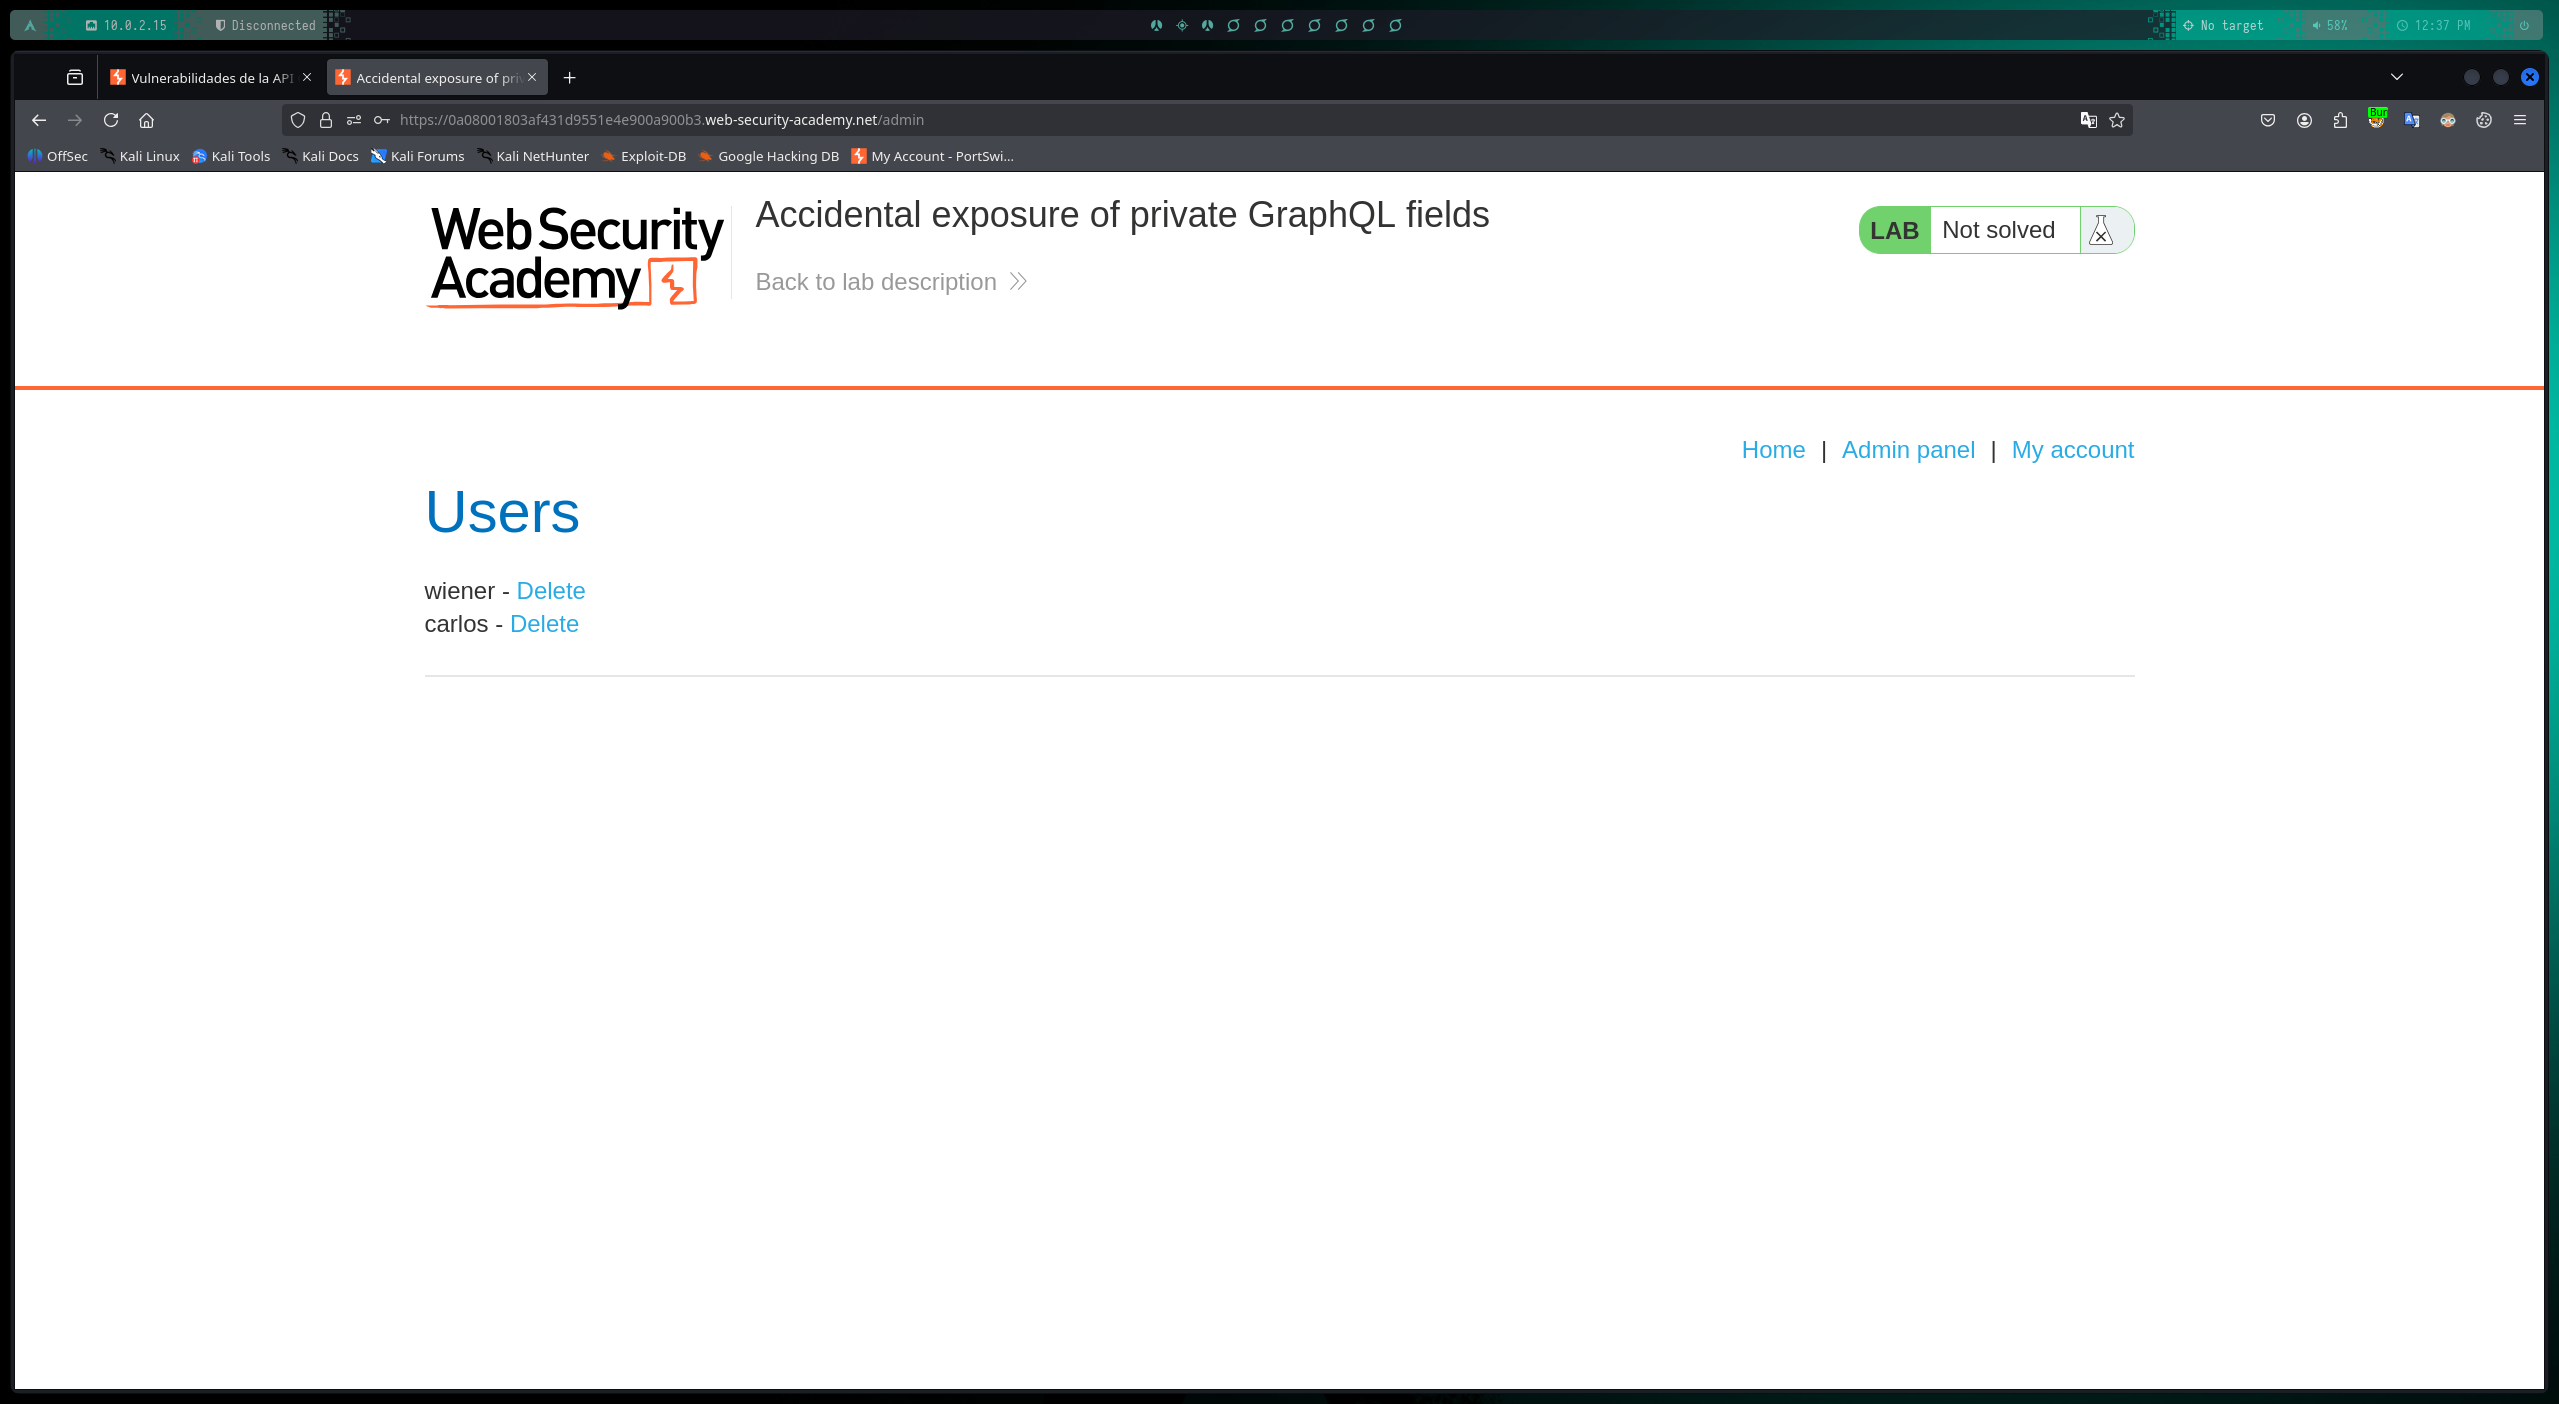 10.0.2.15 Disconnected No target 58% 12:37 PM
Vulnerabilidades de la API Accidental exposure of priv
https://0a08001803af431d9551e4e900a900b3.web-security-academy.net/admin
Bur
OffSec Kali Linux Kali Tools Kali Docs Kali Forums Kali NetHunter Exploit-DB Google Hacking DB My Account - PortSwi...
Web Security
Academy
Accidental exposure of private GraphQL fields
Back to lab description
LAB Not solved
Home | Admin panel | My account
Users
wiener - Delete
carlos - Delete